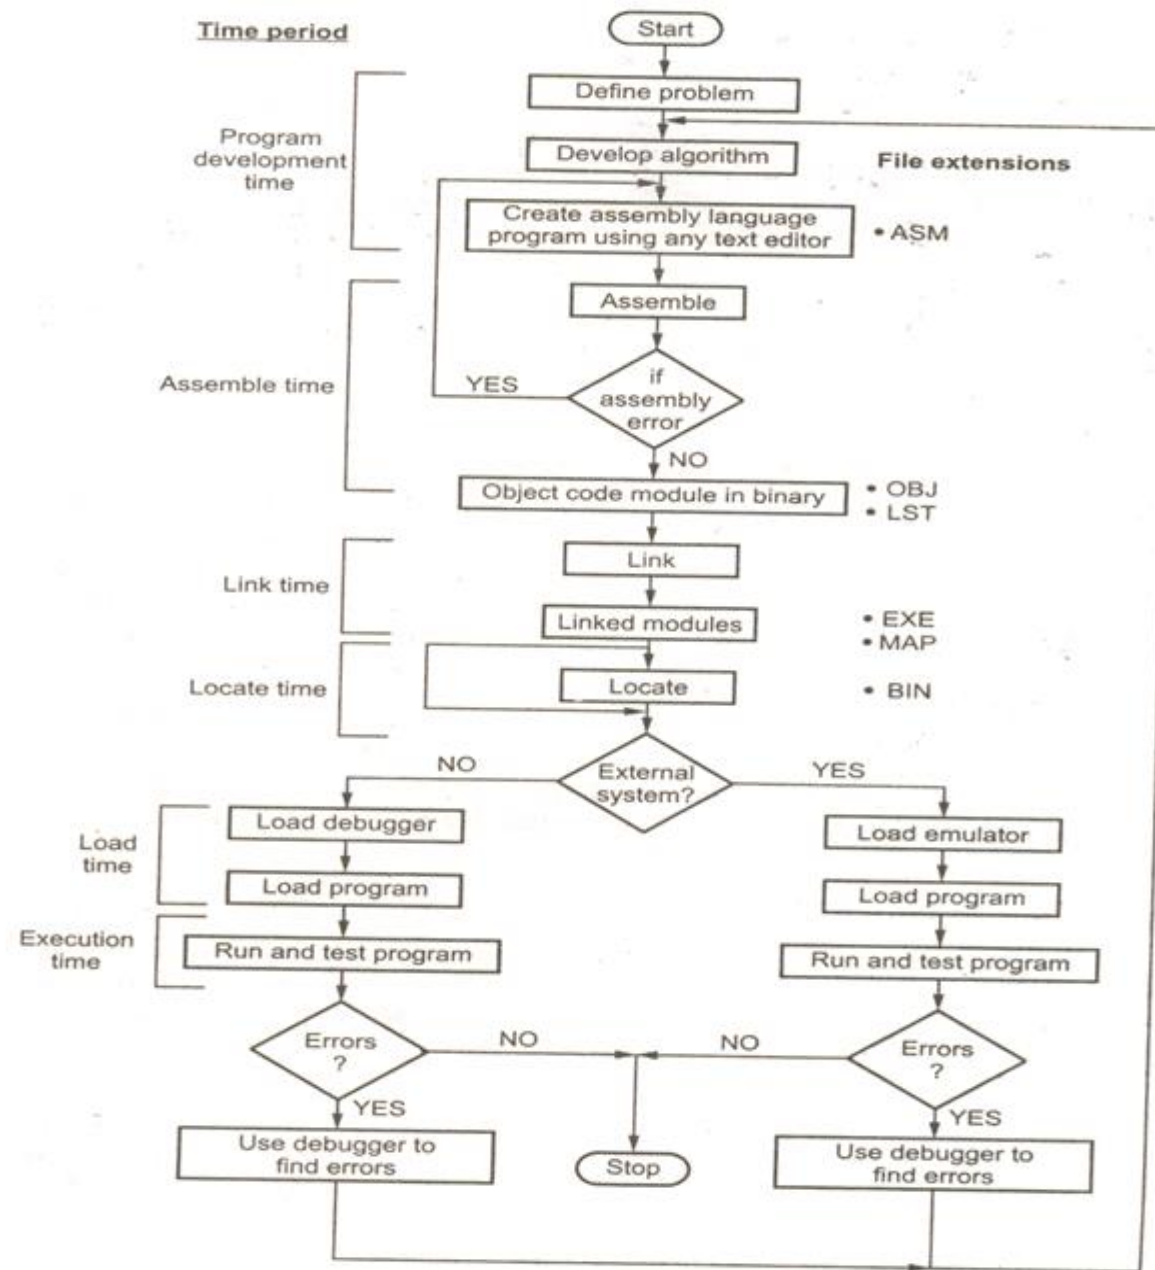 Time period
Start
Define problem
Program
development
time
Develop algorithm
File extensions
Create assembly language
program using any text editor
• ASM
Assemble
Assemble time
YES
if
assembly
error
NO
Object code module in binary
• OBJ
• LST
Link
Link time
Linked modules
• EXE
• MAP
Locate time
Locate
• BIN
NO
External
system?
YES
Load debugger
Load emulator
Load
time
Load program
Load program
Execution
time
Run and test program
Run and test program
Errors
?
NO
NO
Errors
?
YES
YES
Use debugger to
find errors
Stop
Use debugger to
find errors